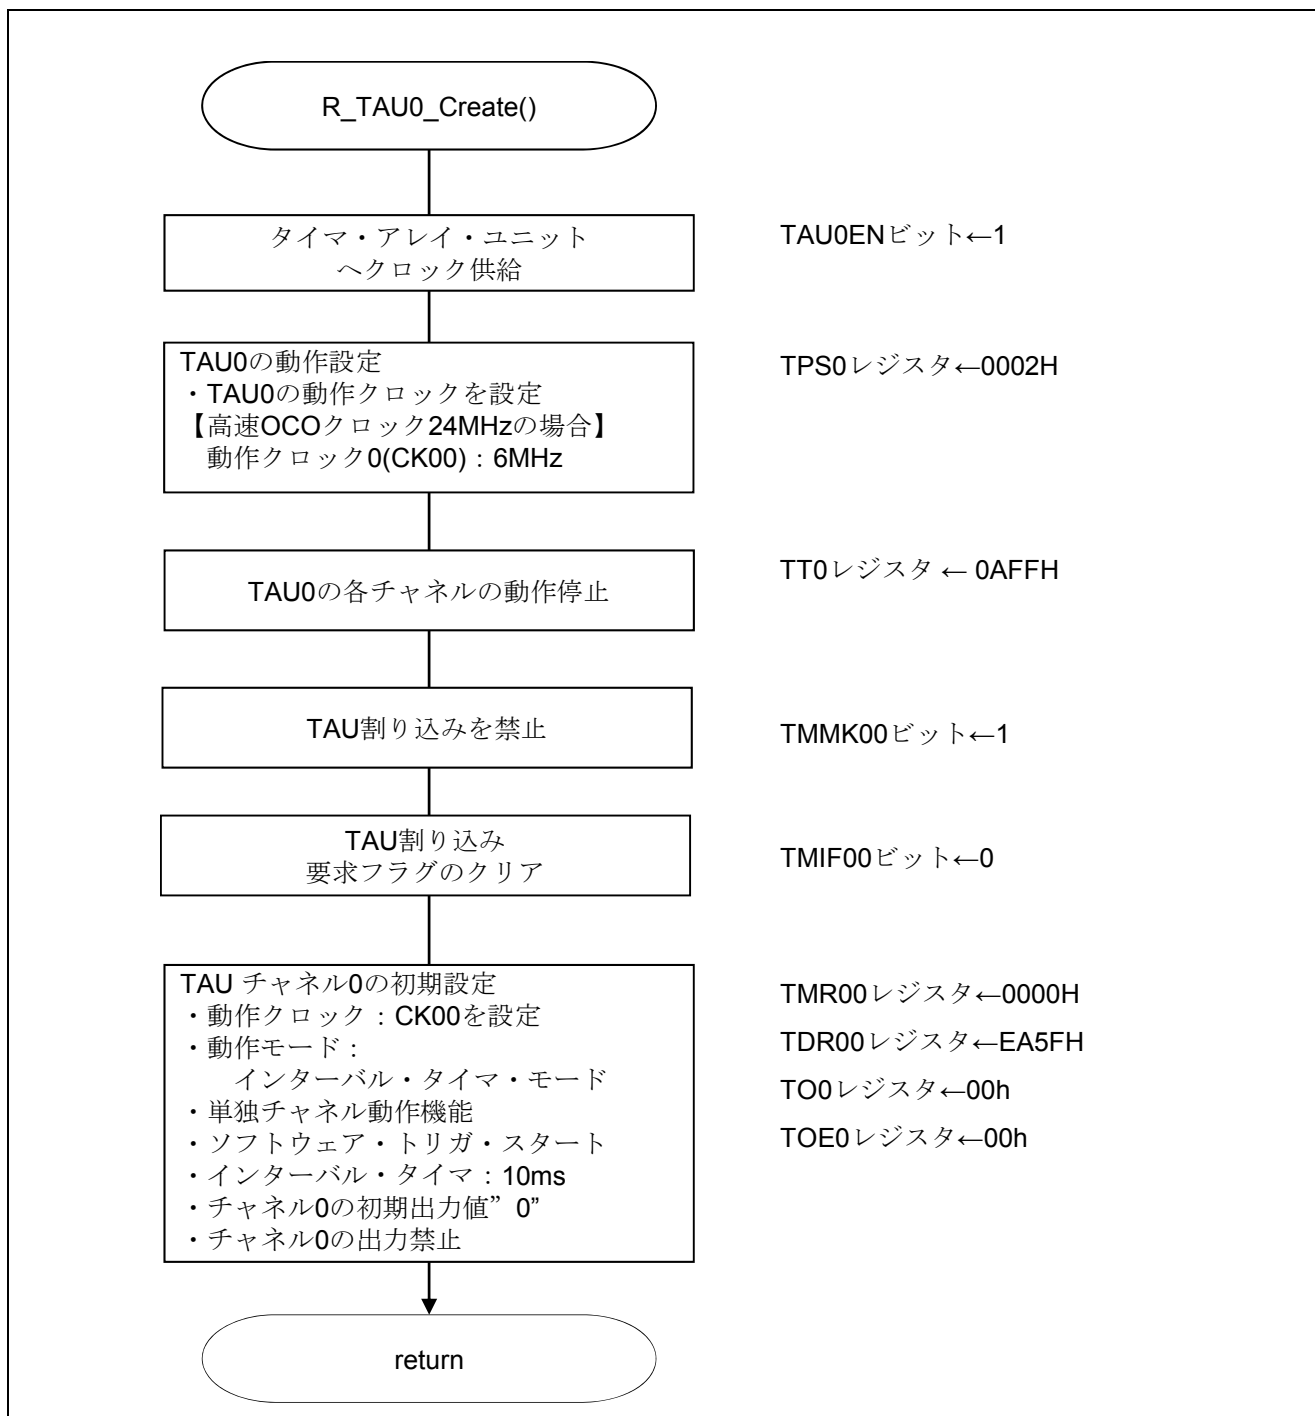 R_TAU0_Create()
タイマ・アレイ・ユニット
へクロック供給
TAU0ENビット←1
TAU0の動作設定
・TAU0の動作クロックを設定
【高速OCOクロック24MHzの場合】
動作クロック0(CK00)：6MHz
TPS0レジスタ←0002H
TAU0の各チャネルの動作停止
TT0レジスタ ← 0AFFH
TAU割り込みを禁止
TMMK00ビット←1
TAU割り込み
要求フラグのクリア
TMIF00ビット←0
TAU チャネル0の初期設定
・動作クロック：CK00を設定
・動作モード：
インターバル・タイマ・モード
・単独チャネル動作機能
・ソフトウェア・トリガ・スタート
・インターバル・タイマ：10ms
・チャネル0の初期出力値”0”
・チャネル0の出力禁止
TMR00レジスタ←0000H
TDR00レジスタ←EA5FH
TO0レジスタ←00h
TOE0レジスタ←00h
return